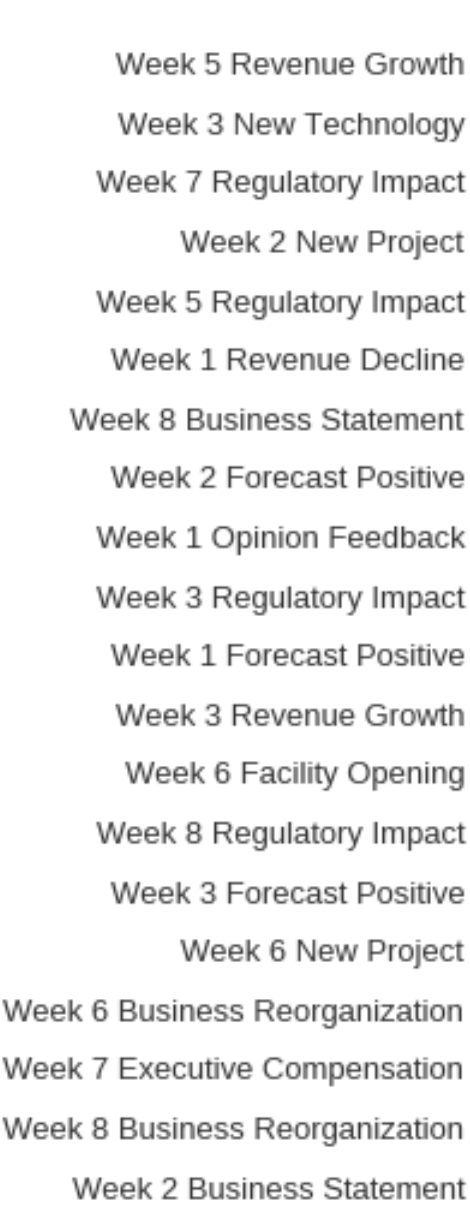 Week 5 Revenue Growth
Week 3 New Technology
Week 7 Regulatory Impact
Week 2 New Project
Week 5 Regulatory Impact
Week 1 Revenue Decline
Week 8 Business Statement
Week 2 Forecast Positive
Week 1 Opinion Feedback
Week 3 Regulatory Impact
Week 1 Forecast Positive
Week 3 Revenue Growth
Week 6 Facility Opening
Week 8 Regulatory Impact
Week 3 Forecast Positive
Week 6 New Project
Week 6 Business Reorganization
Week 7 Executive Compensation
Week 8 Business Reorganization
Week 2 Business Statement